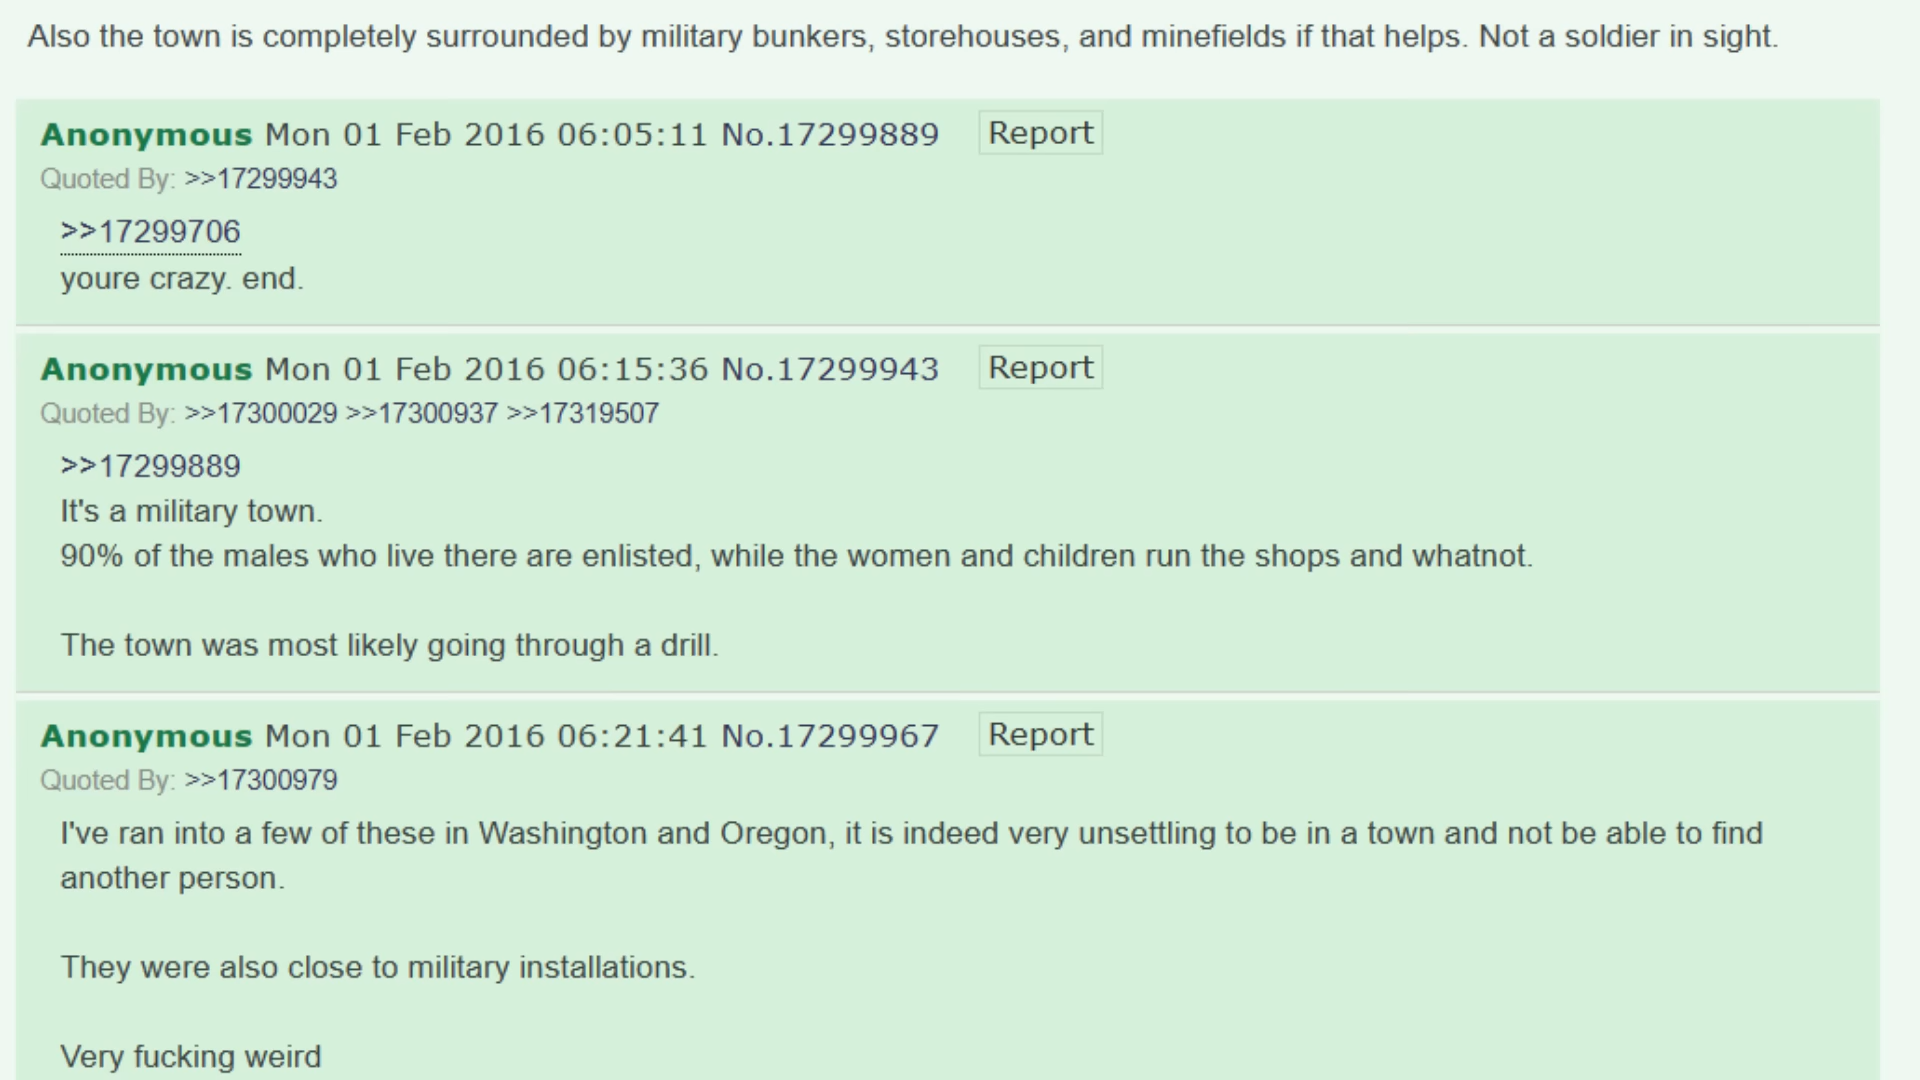 Also the town is completely surrounded by military bunkers, storehouses, and minefields if that helps. Not a soldier in sight.
Anonymous Mon 01 Feb 2016 06:05:11 No.17299889 Report
Quoted By: >>17299943
>>17299706
youre crazy. end.
Anonymous Mon 01 Feb 2016 06:15:36 No.17299943 Report
Quoted By: >>17300029 >>17300937 >>17319507
>>17299889
It's a military town.
90% of the males who live there are enlisted, while the women and children run the shops and whatnot.
The town was most likely going through a drill.
Anonymous Mon 01 Feb 2016 06:21:41 No.17299967 Report
Quoted By: >>17300979
I've ran into a few of these in Washington and Oregon, it is indeed very unsettling to be in a town and not be able to find
another person.
They were also close to military installations.
Very fucking weird